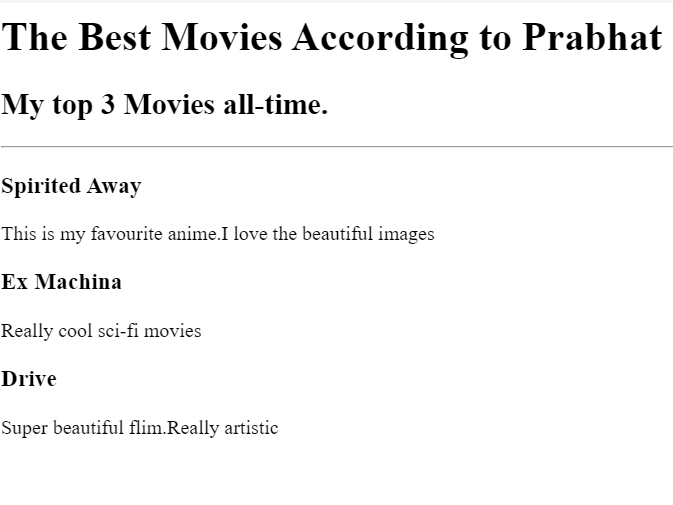 The Best Movies According to Prabhat
My top 3 Movies all-time.
Spirited Away
This is my favourite anime.I love the beautiful images
Ex Machina
Really cool sci-fi movies
Drive
Super beautiful flim.Really artistic